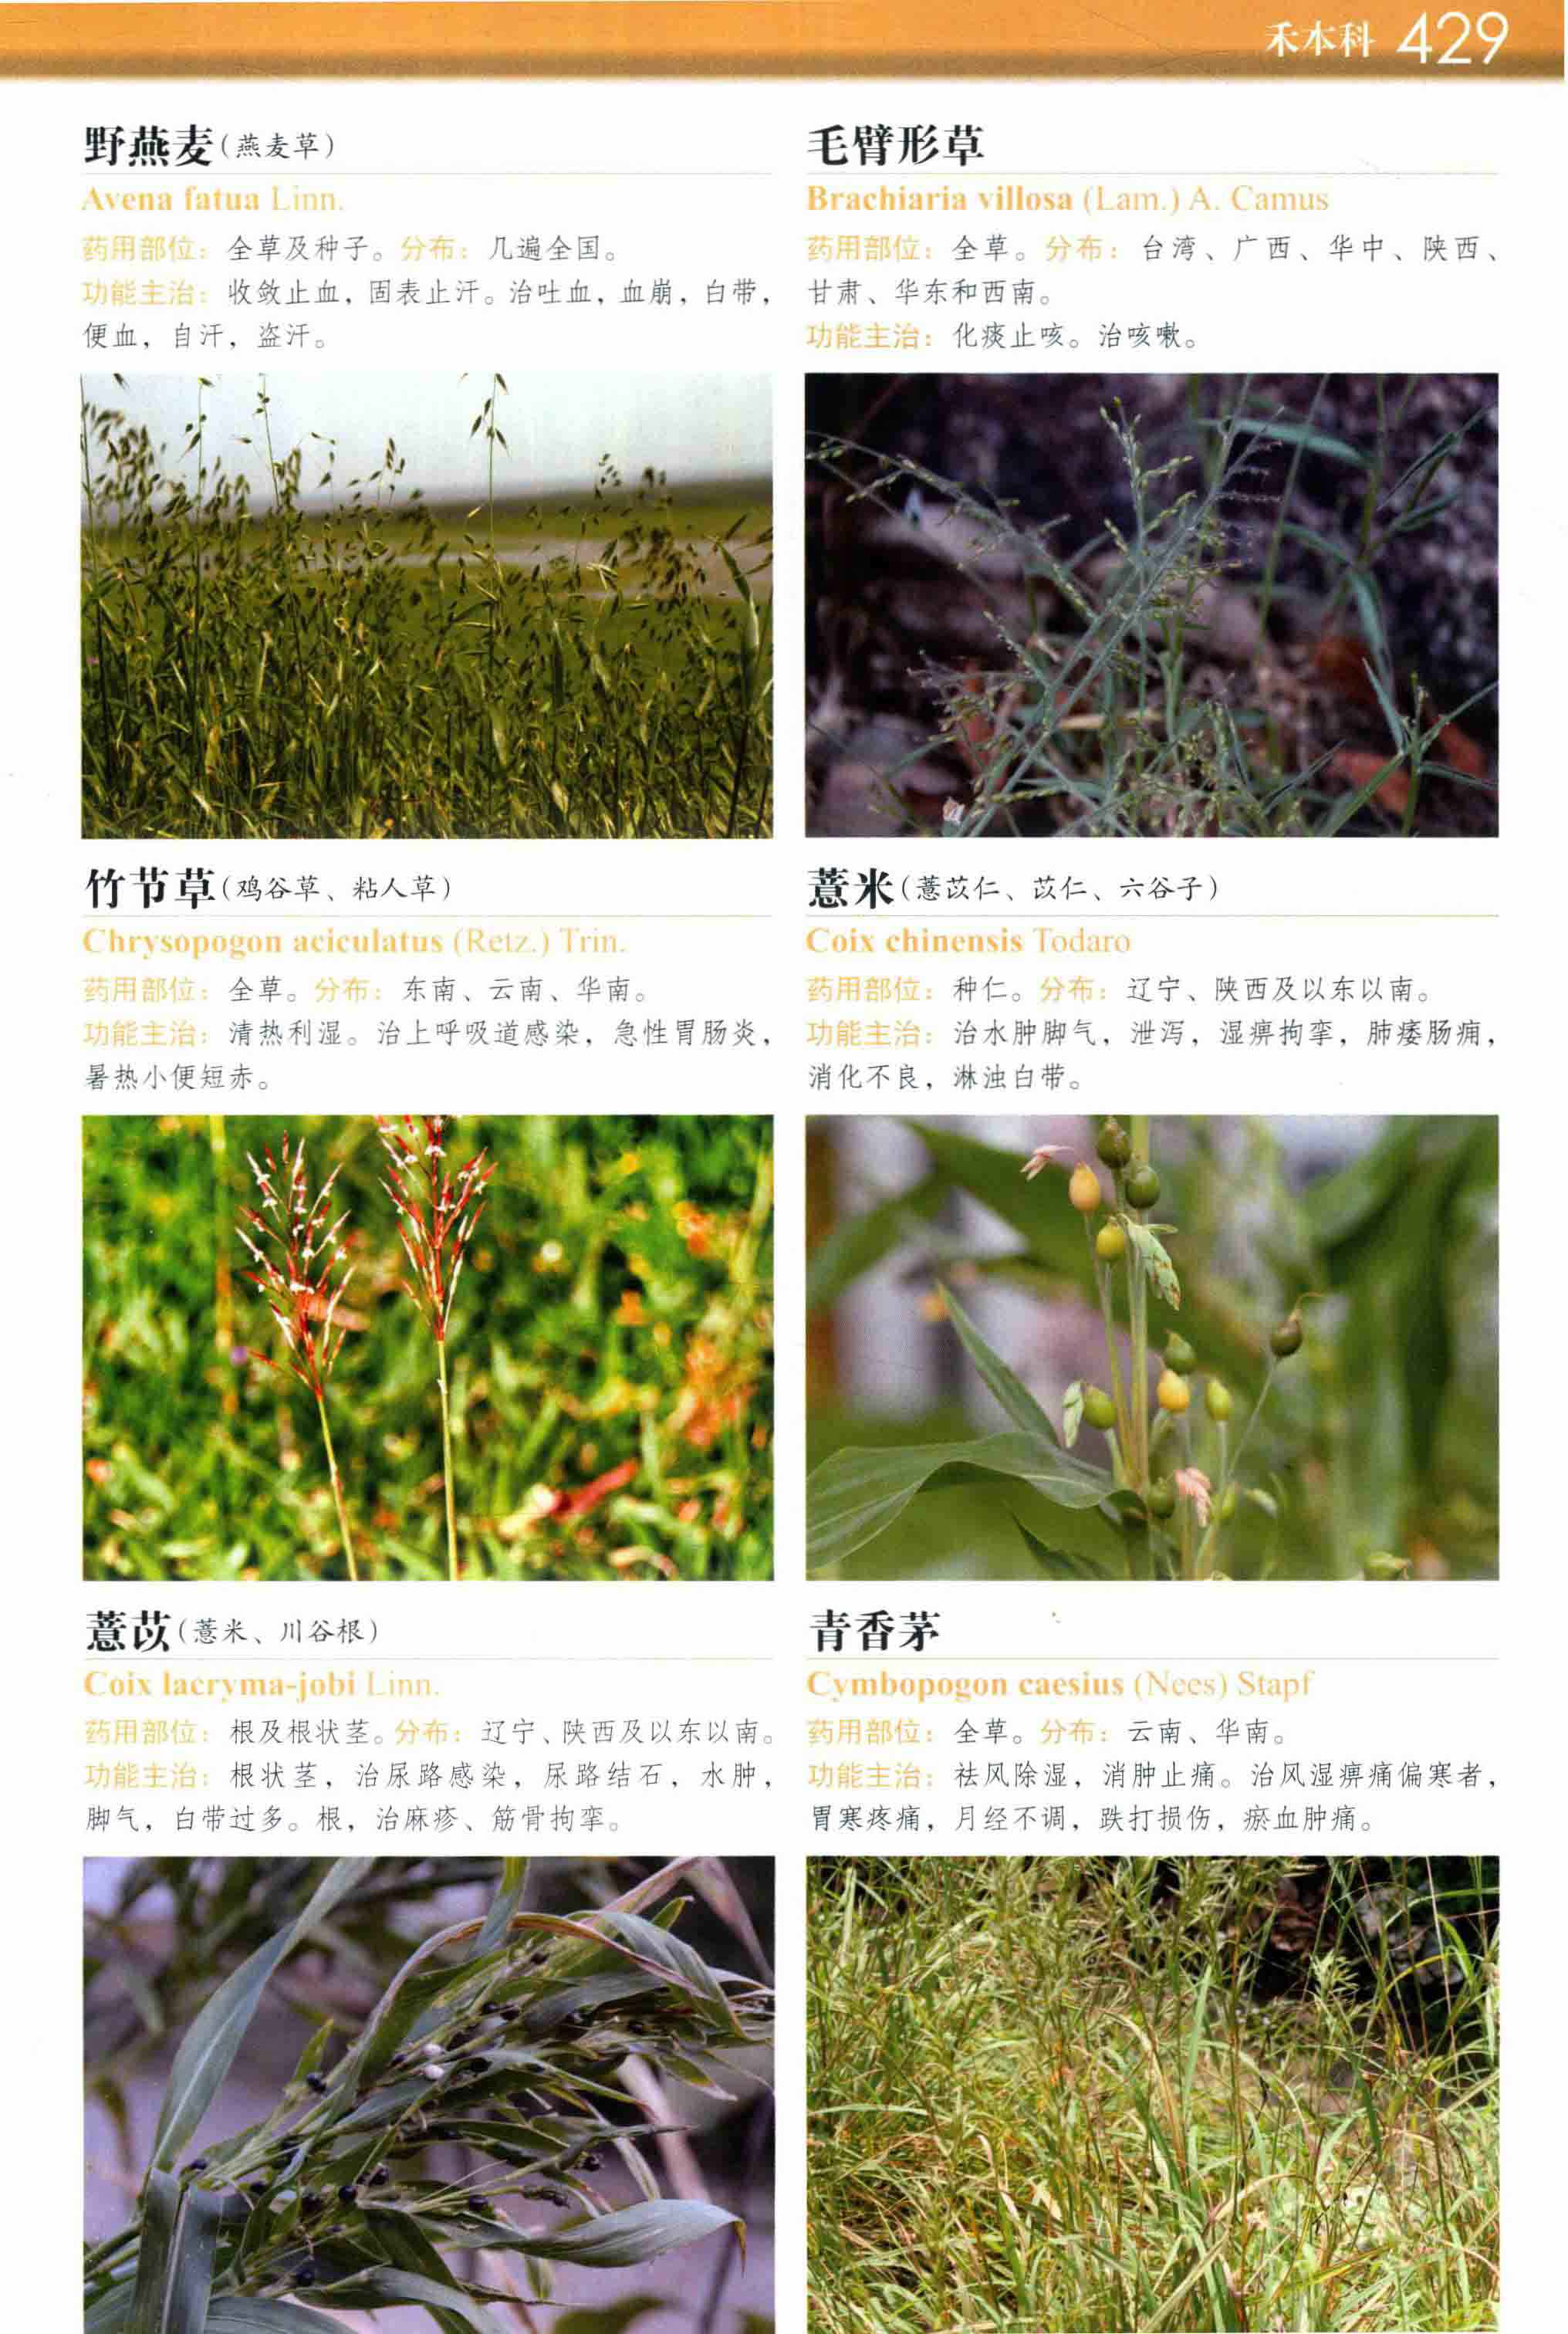 禾本科 429
野燕麦(燕麦草)
Avena fatua Linn.
药用部位：全草及种子。分布：几遍全国。
功能主治：收敛止血，固表止汗。治吐血，血崩，白带，
便血，自汗，盗汗。
毛臂形草
Brachiaria villosa (Lam.) A. Camus
药用部位：全草。分布：台湾、广西、华中、陕西、
甘肃、华东和西南。
功能主治：化痰止咳。治咳嗽。
竹节草(鸡谷草、粘人草)
Chrysopogon aciculatus (Retz.) Trin.
药用部位：全草。分布：东南、云南、华南。
功能主治：清热利湿。治上呼吸道感染，急性胃肠炎，
暑热小便短赤。
薏米(薏苡仁、苡仁、六谷子)
Coix chinensis Todaro
药用部位：种仁。分布：辽宁、陕西及以东以南。
功能主治：治水肿脚气，泄泻，湿痹拘挛，肺痿肠痈，
消化不良，淋浊白带。
薏苡(薏米、川谷根)
Coix lacryma-jobi Linn.
药用部位：根及根状茎。分布：辽宁、陕西及以东以南。
功能主治：根状茎，治尿路感染，尿路结石，水肿，
脚气，白带过多。根，治麻疹、筋骨拘挛。
青香茅
Cymbopogon caesius (Nees) Stapf
药用部位：全草。分布：云南、华南。
功能主治：祛风除湿，消肿止痛。治风湿痹痛偏寒者，
胃寒疼痛，月经不调，跌打损伤，瘀血肿痛。